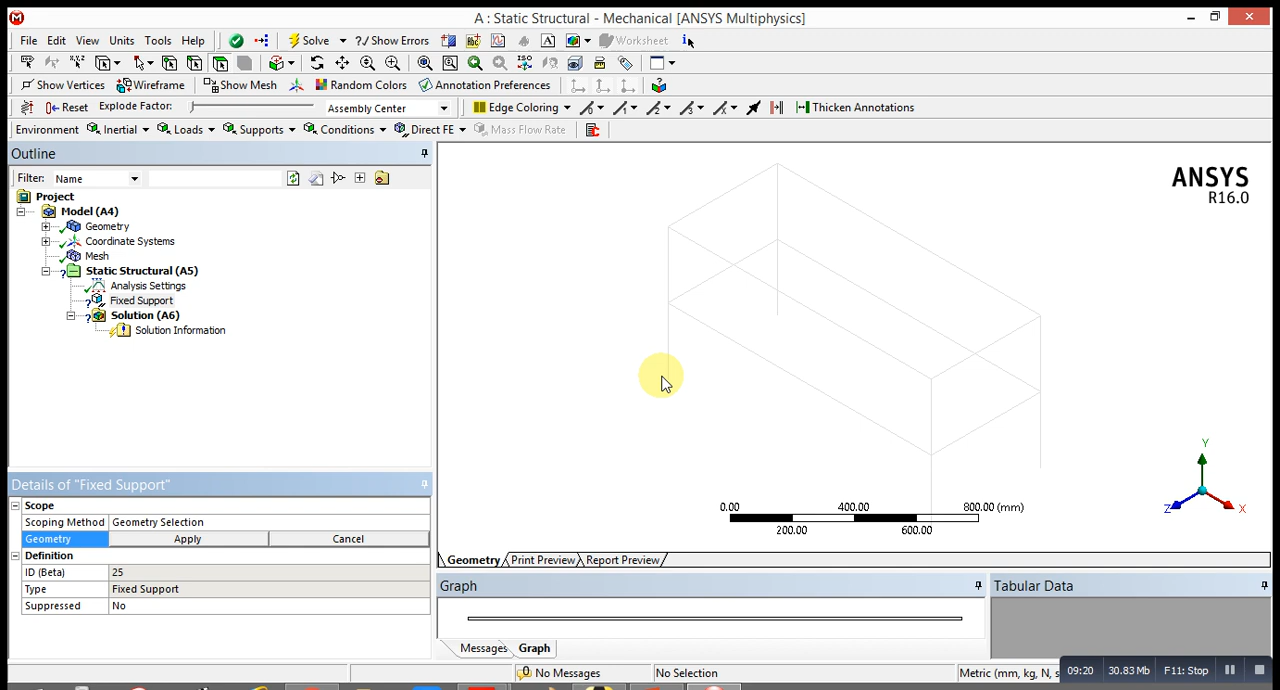 A : Static Structural - Mechanical [ANSYS Multiphysics]
File Edit View Units Tools Help Solve ?/ Show Errors Worksheet
Show Vertices Wireframe Show Mesh Random Colors Annotation Preferences
Reset Explode Factor: Assembly Center Edge Coloring Thicken Annotations
Environment Inertial Loads Supports Conditions Direct FE Mass Flow Rate
Outline
Filter: Name
Project
Model (A4)
Geometry
Coordinate Systems
Mesh
Static Structural (A5)
Analysis Settings
Fixed Support
Solution (A6)
Solution Information
Details of "Fixed Support"
Scope
Scoping Method Geometry Selection
Geometry Apply Cancel
Definition
ID (Beta) 25
Type Fixed Support
Suppressed No
ANSYS
R16.0
Y
Z X
0.00 400.00 800.00 (mm)
200.00 600.00
Geometry Print Preview Report Preview
Graph
Tabular Data
Messages Graph
No Messages No Selection Metric (mm, kg, N, s
09:20 30.83 Mb F11: Stop